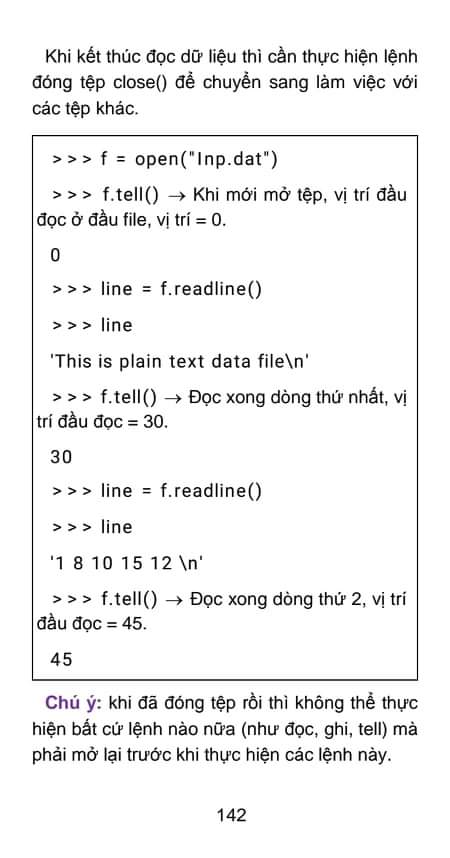 Khi kết thúc đọc dữ liệu thì cần thực hiện lệnh
đóng tệp close() để chuyển sang làm việc với
các tệp khác.
> > > f = open("Inp.dat")
> > > f.tell() → Khi mới mở tệp, vị trí đầu
đọc ở đầu file, vị trí = 0.
0
> > > line = f.readline()
> > > line
'This is plain text data file\n'
> > > f.tell() → Đọc xong dòng thứ nhất, vị
trí đầu đọc = 30.
30
> > > line = f.readline()
> > > line
'1 8 10 15 12 \n'
> > > f.tell() → Đọc xong dòng thứ 2, vị trí
đầu đọc = 45.
45
Chú ý: khi đã đóng tệp rồi thì không thể thực
hiện bất cứ lệnh nào nữa (như đọc, ghi, tell) mà
phải mở lại trước khi thực hiện các lệnh này.
142